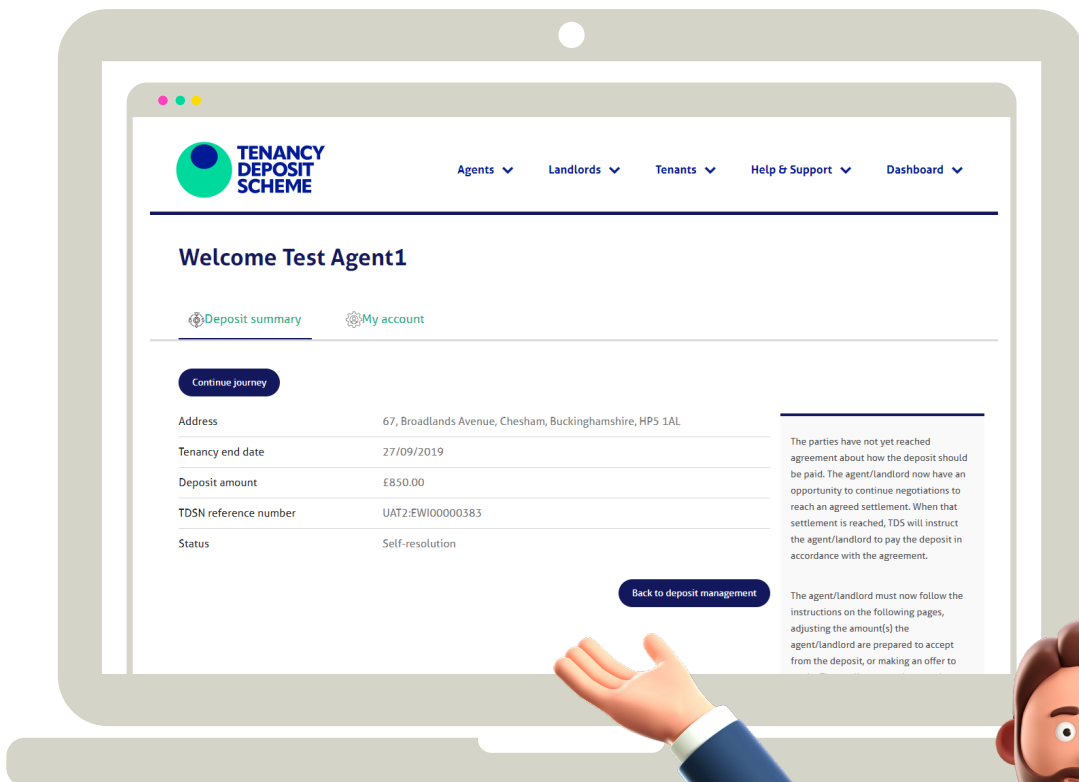 TENANCY
DEPOSIT
SCHEME
Agents
Landlords
Tenants
Help & Support
Dashboard
Welcome Test Agent1
Deposit summary
My account
Continue journey
Address
67, Broadlands Avenue, Chesham, Buckinghamshire, HP5 1AL
Tenancy end date
27/09/2019
Deposit amount
£850.00
TDSN reference number
UAT2:EWI00000383
Status
Self-resolution
Back to deposit management
The parties have not yet reached
agreement about how the deposit should
be paid. The agent/landlord now have an
opportunity to continue negotiations to
reach an agreed settlement. When that
settlement is reached, TDS will instruct
the agent/landlord to pay the deposit in
accordance with the agreement.
The agent/landlord must now follow the
instructions on the following pages,
adjusting the amount(s) the
agent/landlord are prepared to accept
from the deposit, or making an offer to